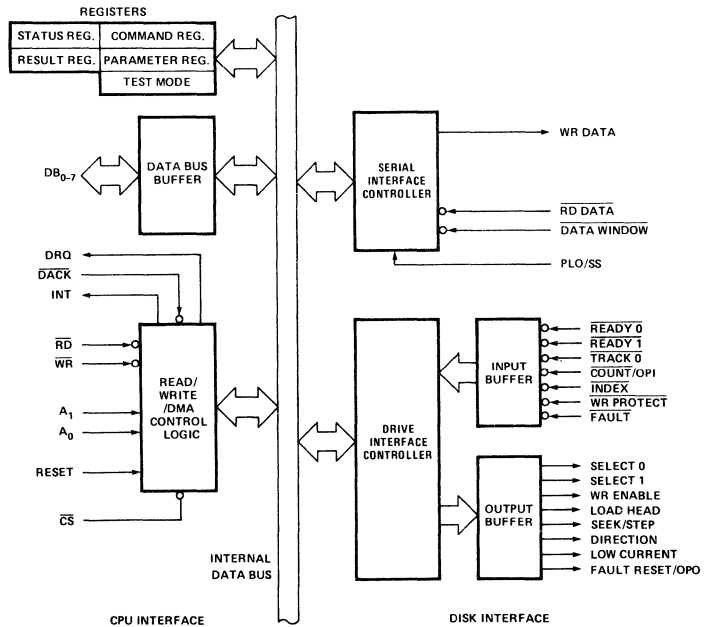 REGISTERS
STATUS REG. COMMAND REG.
RESULT REG. PARAMETER REG.
TEST MODE
DB0–7
DATA BUS
BUFFER
SERIAL
INTERFACE
CONTROLLER
WR DATA
RD DATA
DATA WINDOW
PLO/SS
DRQ
DACK
INT
RD
WR
A1
A0
RESET
CS
READ/
WRITE
/DMA
CONTROL
LOGIC
DRIVE
INTERFACE
CONTROLLER
INPUT
BUFFER
READY 0
READY 1
TRACK 0
COUNT/OPI
INDEX
WR PROTECT
FAULT
OUTPUT
BUFFER
SELECT 0
SELECT 1
WR ENABLE
LOAD HEAD
SEEK/STEP
DIRECTION
LOW CURRENT
FAULT RESET/OPO
INTERNAL
DATA BUS
CPU INTERFACE
DISK INTERFACE